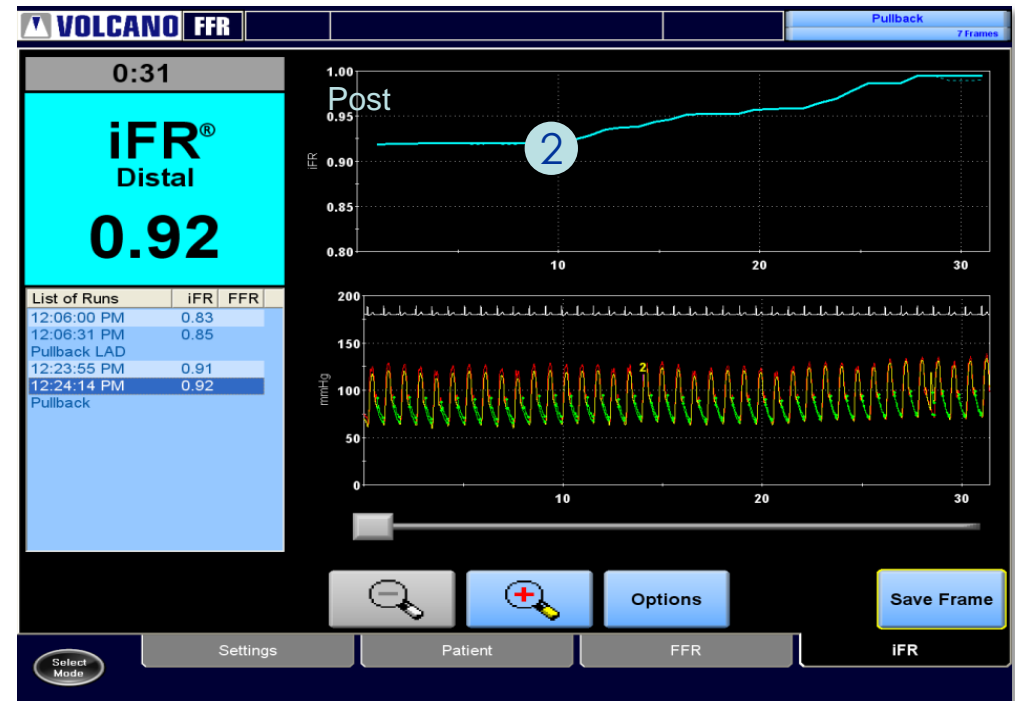 VOLCANO FFR
Pullback
7 Frames
0:31
iFR®
Distal
0.92
List of Runs iFR FFR
12:06:00 PM 0.83
12:06:31 PM 0.85
Pullback LAD
12:23:55 PM 0.91
12:24:14 PM 0.92
Pullback
Post
2
iFR
1.00
0.95
0.90
0.85
0.80
10 20 30
mmHg
200
150
100
50
0
2
10 20 30
Options
Save Frame
Select Mode
Settings
Patient
FFR
iFR